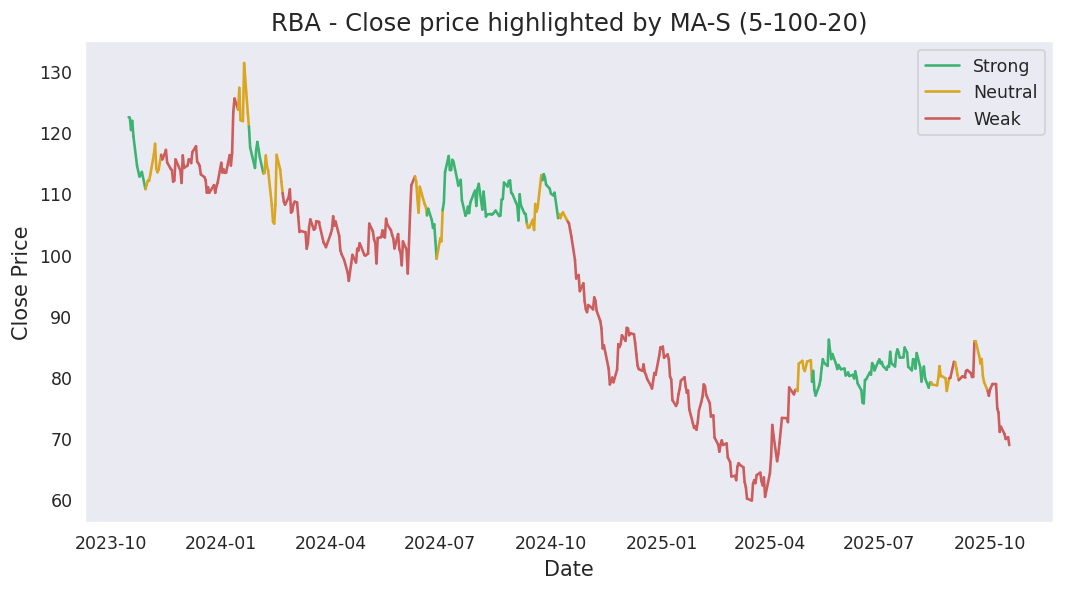 RBA - Close price highlighted by MA-S (5-100-20)
Strong
Neutral
Weak
Close Price
130
120
110
100
90
80
70
60
2023-10 2024-01 2024-04 2024-07 2024-10 2025-01 2025-04 2025-07 2025-10
Date